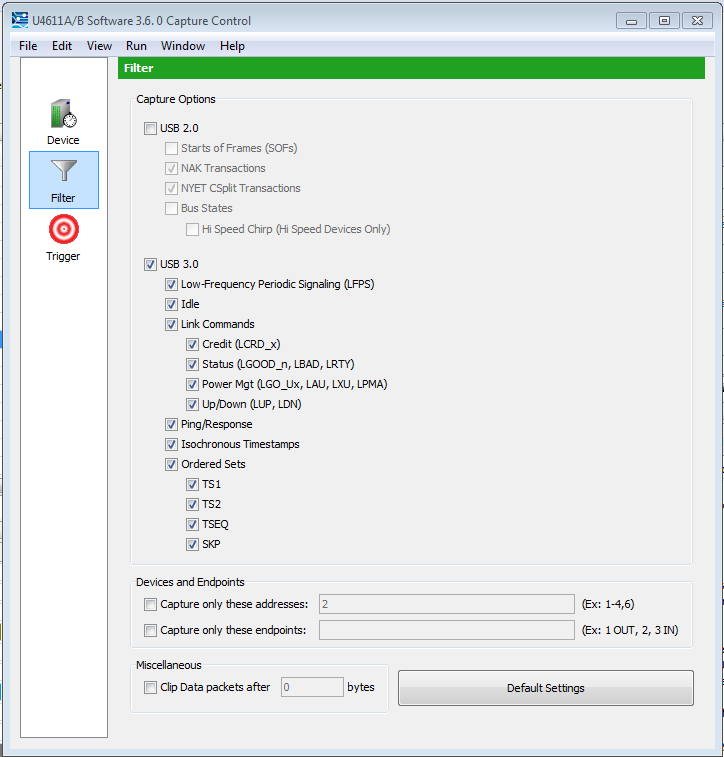 U4611A/B Software 3.6. 0 Capture Control
File Edit View Run Window Help
Filter
Device
Filter
Trigger
Capture Options
USB 2.0
Starts of Frames (SOFs)
NAK Transactions
NYET CSplit Transactions
Bus States
Hi Speed Chirp (Hi Speed Devices Only)
USB 3.0
Low-Frequency Periodic Signaling (LFPS)
Idle
Link Commands
Credit (LCRD_x)
Status (LGOOD_n, LBAD, LRTY)
Power Mgt (LGO_Ux, LAU, LXU, LPMA)
Up/Down (LUP, LDN)
Ping/Response
Isochronous Timestamps
Ordered Sets
TS1
TS2
TSEQ
SKP
Devices and Endpoints
Capture only these addresses: 2 (Ex: 1-4,6)
Capture only these endpoints: (Ex: 1 OUT, 2, 3 IN)
Miscellaneous
Clip Data packets after 0 bytes
Default Settings